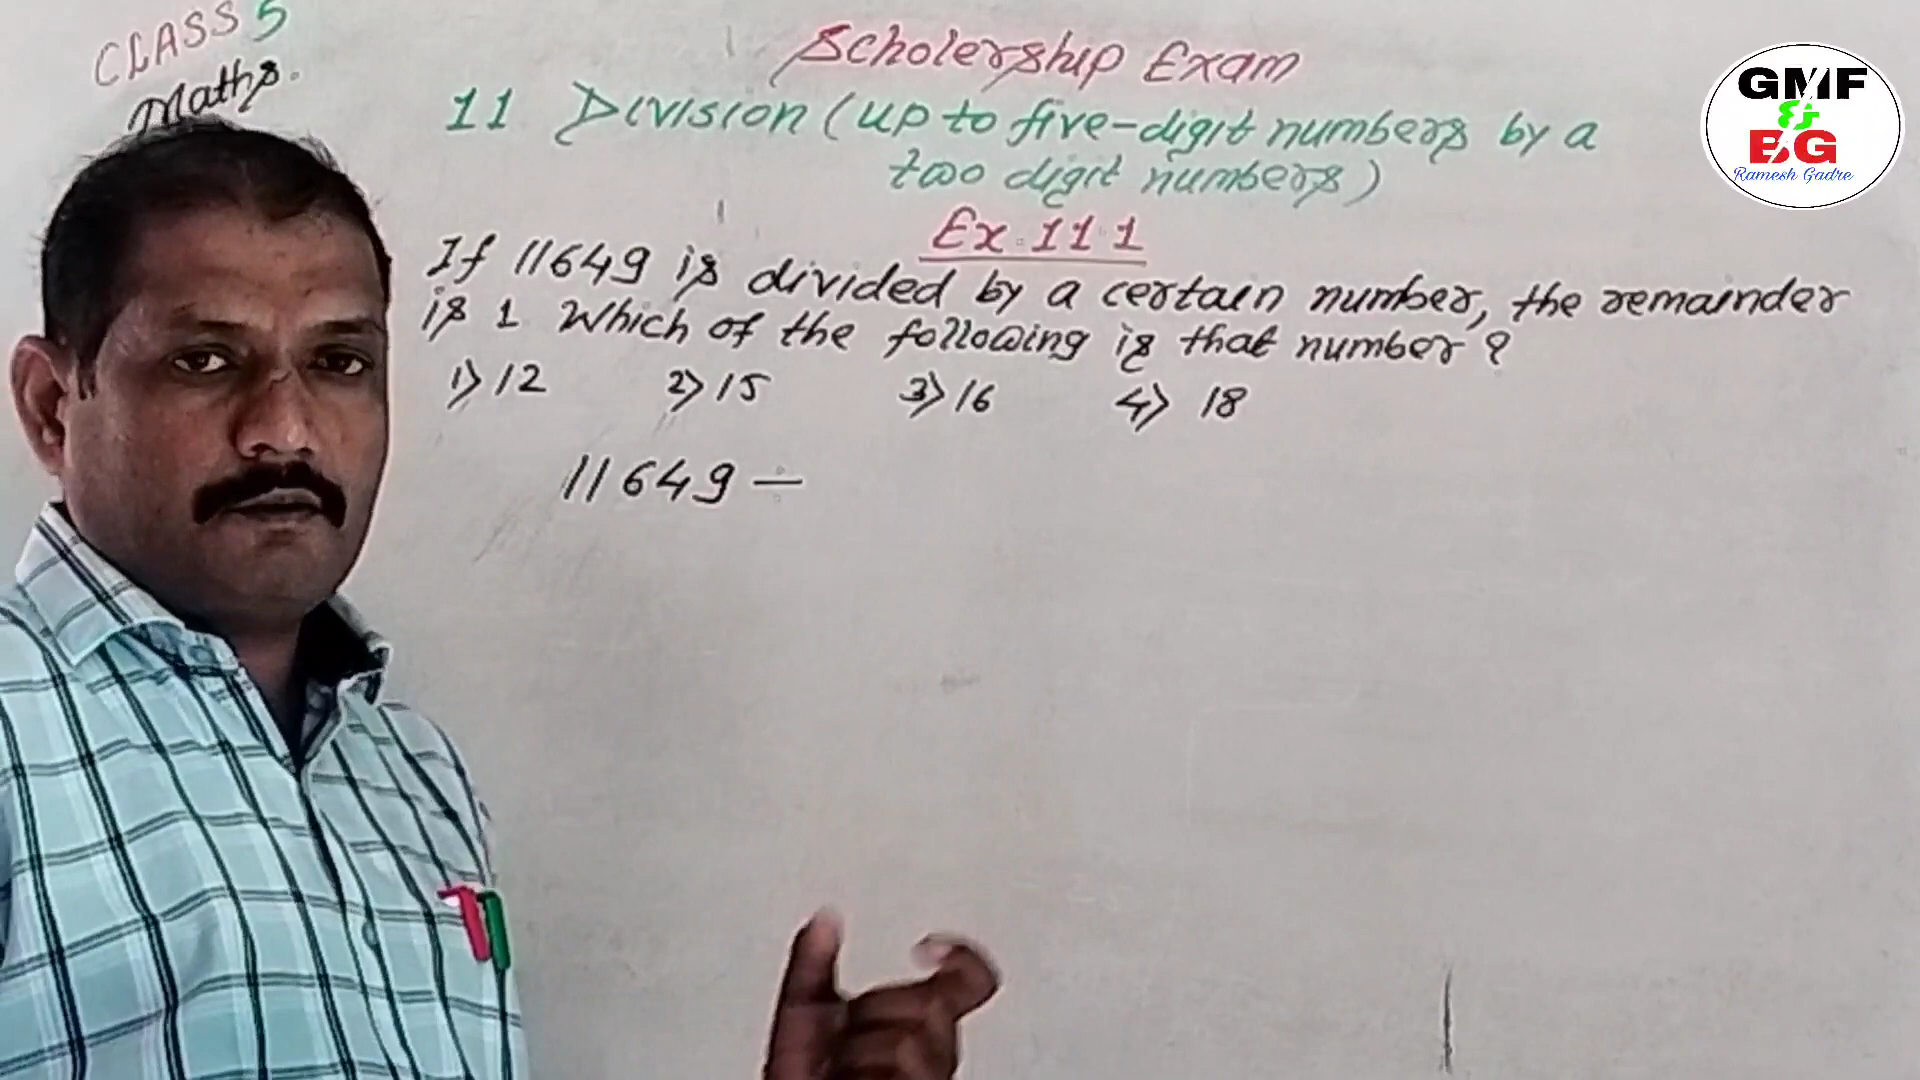 CLASS 5
Maths.
Scholership Exam
11 Division (up to five-digit numbers by a
two digit numbers)
Ex. 11.1
If 11649 is divided by a certain number, the remainder
is 1 Which of the following is that number?
1) 12 2) 15 3) 16 4) 18
11649 —
GMF
&
BG
Ramesh Gadre